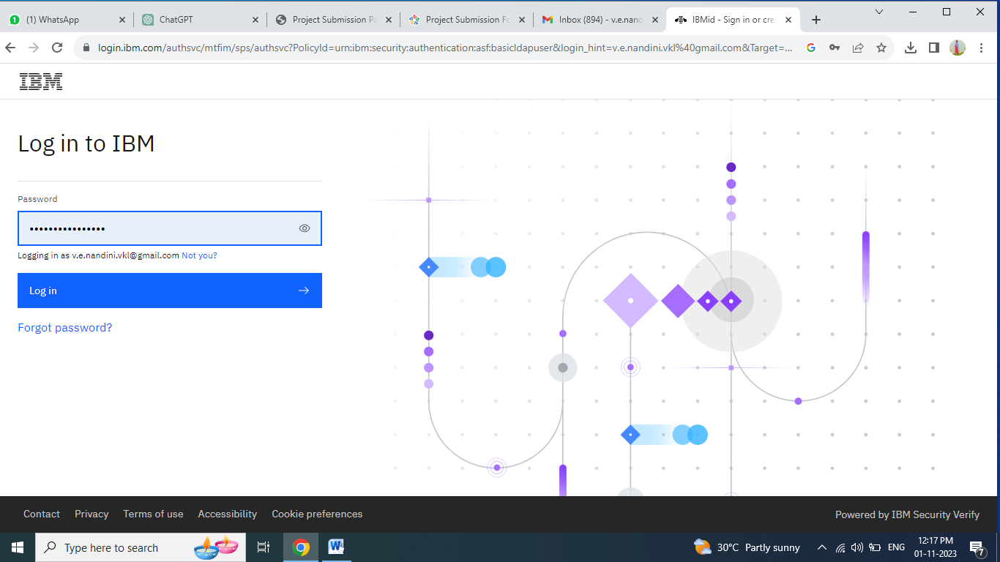 (1) WhatsApp
ChatGPT
Project Submission Pa
Project Submission Fo
Inbox (894) - v.e.nand
IBMid - Sign in or cre
login.ibm.com/authsvc/mtfim/sps/authsvc?PolicyId=urn:ibm:security:authentication:asf:basicldapuser&login_hint=v.e.nandini.vkl%40gmail.com&Target=...
IBM
Log in to IBM
Password
••••••••••••••••
Logging in as v.e.nandini.vkl@gmail.com Not you?
Log in
Forgot password?
Contact Privacy Terms of use Accessibility Cookie preferences
Powered by IBM Security Verify
Type here to search
30°C Partly sunny
ENG
12:17 PM
01-11-2023
7